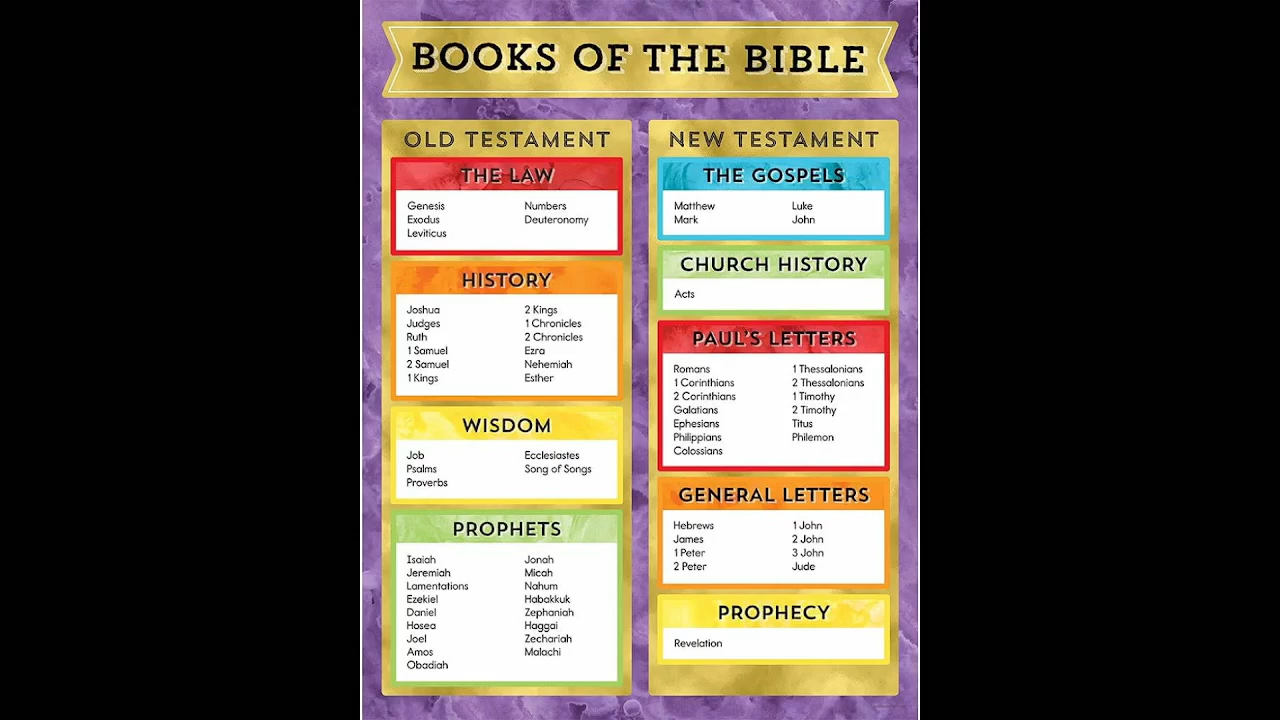 BOOKS OF THE BIBLE
OLD TESTAMENT
THE LAW
Genesis
Exodus
Leviticus
Numbers
Deuteronomy
HISTORY
Joshua
Judges
Ruth
1 Samuel
2 Samuel
1 Kings
2 Kings
1 Chronicles
2 Chronicles
Ezra
Nehemiah
Esther
WISDOM
Job
Psalms
Proverbs
Ecclesiastes
Song of Songs
PROPHETS
Isaiah
Jeremiah
Lamentations
Ezekiel
Daniel
Hosea
Joel
Amos
Obadiah
Jonah
Micah
Nahum
Habakkuk
Zephaniah
Haggai
Zechariah
Malachi
NEW TESTAMENT
THE GOSPELS
Matthew
Mark
Luke
John
CHURCH HISTORY
Acts
PAUL'S LETTERS
Romans
1 Corinthians
2 Corinthians
Galatians
Ephesians
Philippians
Colossians
1 Thessalonians
2 Thessalonians
1 Timothy
2 Timothy
Titus
Philemon
GENERAL LETTERS
Hebrews
James
1 Peter
2 Peter
1 John
2 John
3 John
Jude
PROPHECY
Revelation